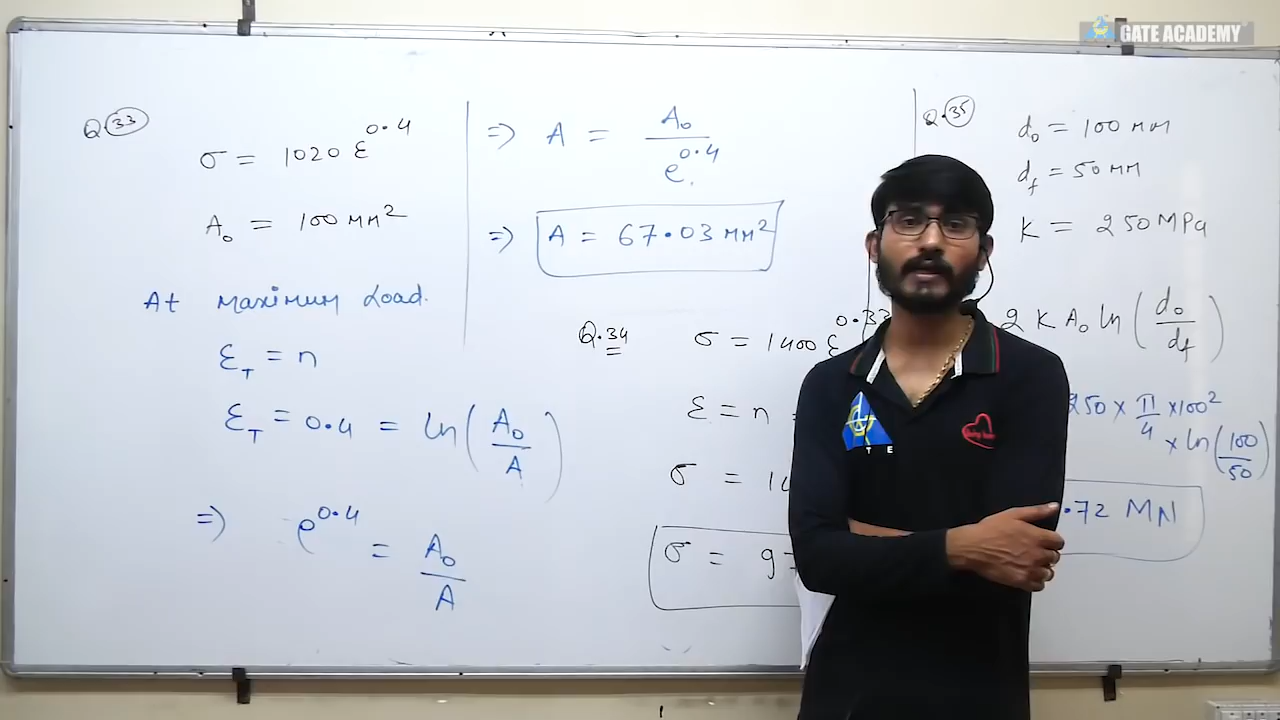 GATE ACADEMY
Q.33
σ = 1020 ε^0.4
A₀ = 100 MM²
At Maximum Load.
ε_T = n
ε_T = 0.4 = ln(A₀/A)
⇒ e^0.4 = A₀/A
⇒ A = A₀/e^0.4
⇒ A = 67.03 MM²
Q.34
σ = 1400 ε^0.33
ε = n =
σ =
σ =
Q.35
d₀ = 100 MM
d_f = 50 MM
K = 250 MPa
2 K A₀ ln(d₀/d_f)
250 × π/4 × 100²
× ln(100/50)
.72 MN
T E